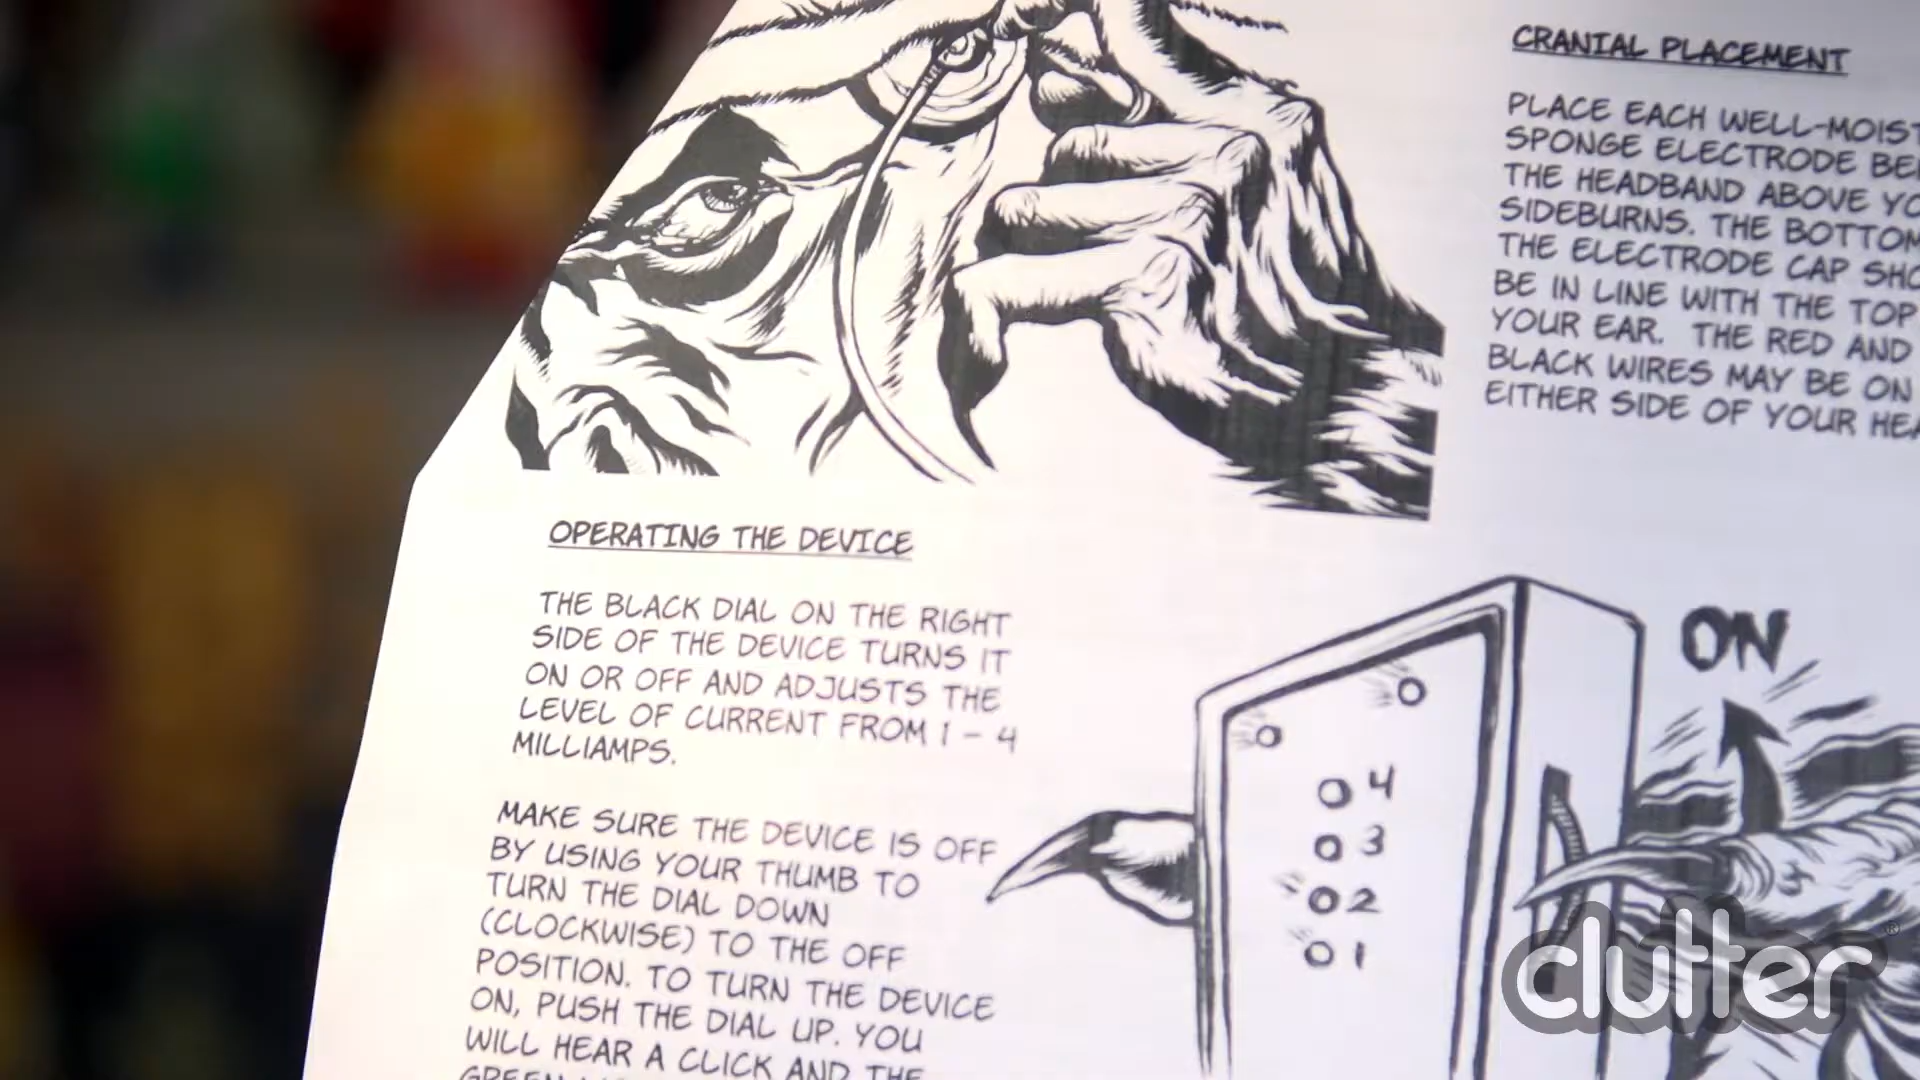 CRANIAL PLACEMENT
PLACE EACH WELL-MOIST
SPONGE ELECTRODE
THE HEADBAND ABOVE
SIDEBURNS. THE BOTTOM
THE ELECTRODE CAP
BE IN LINE WITH THE TOP
YOUR EAR. THE RED AND
BLACK WIRES MAY BE ON
EITHER SIDE OF YOUR
OPERATING THE DEVICE
THE BLACK DIAL ON THE RIGHT
SIDE OF THE DEVICE TURNS IT
ON OR OFF AND ADJUSTS THE
LEVEL OF CURRENT FROM 1 - 4
MILLIAMPS.
MAKE SURE THE DEVICE IS OFF
BY USING YOUR THUMB TO
TURN THE DIAL DOWN
(CLOCKWISE) TO THE OFF
POSITION. TO TURN THE DEVICE
ON, PUSH THE DIAL UP. YOU
WILL HEAR A CLICK AND THE
GREEN
ON
4
3
2
1
clutter®